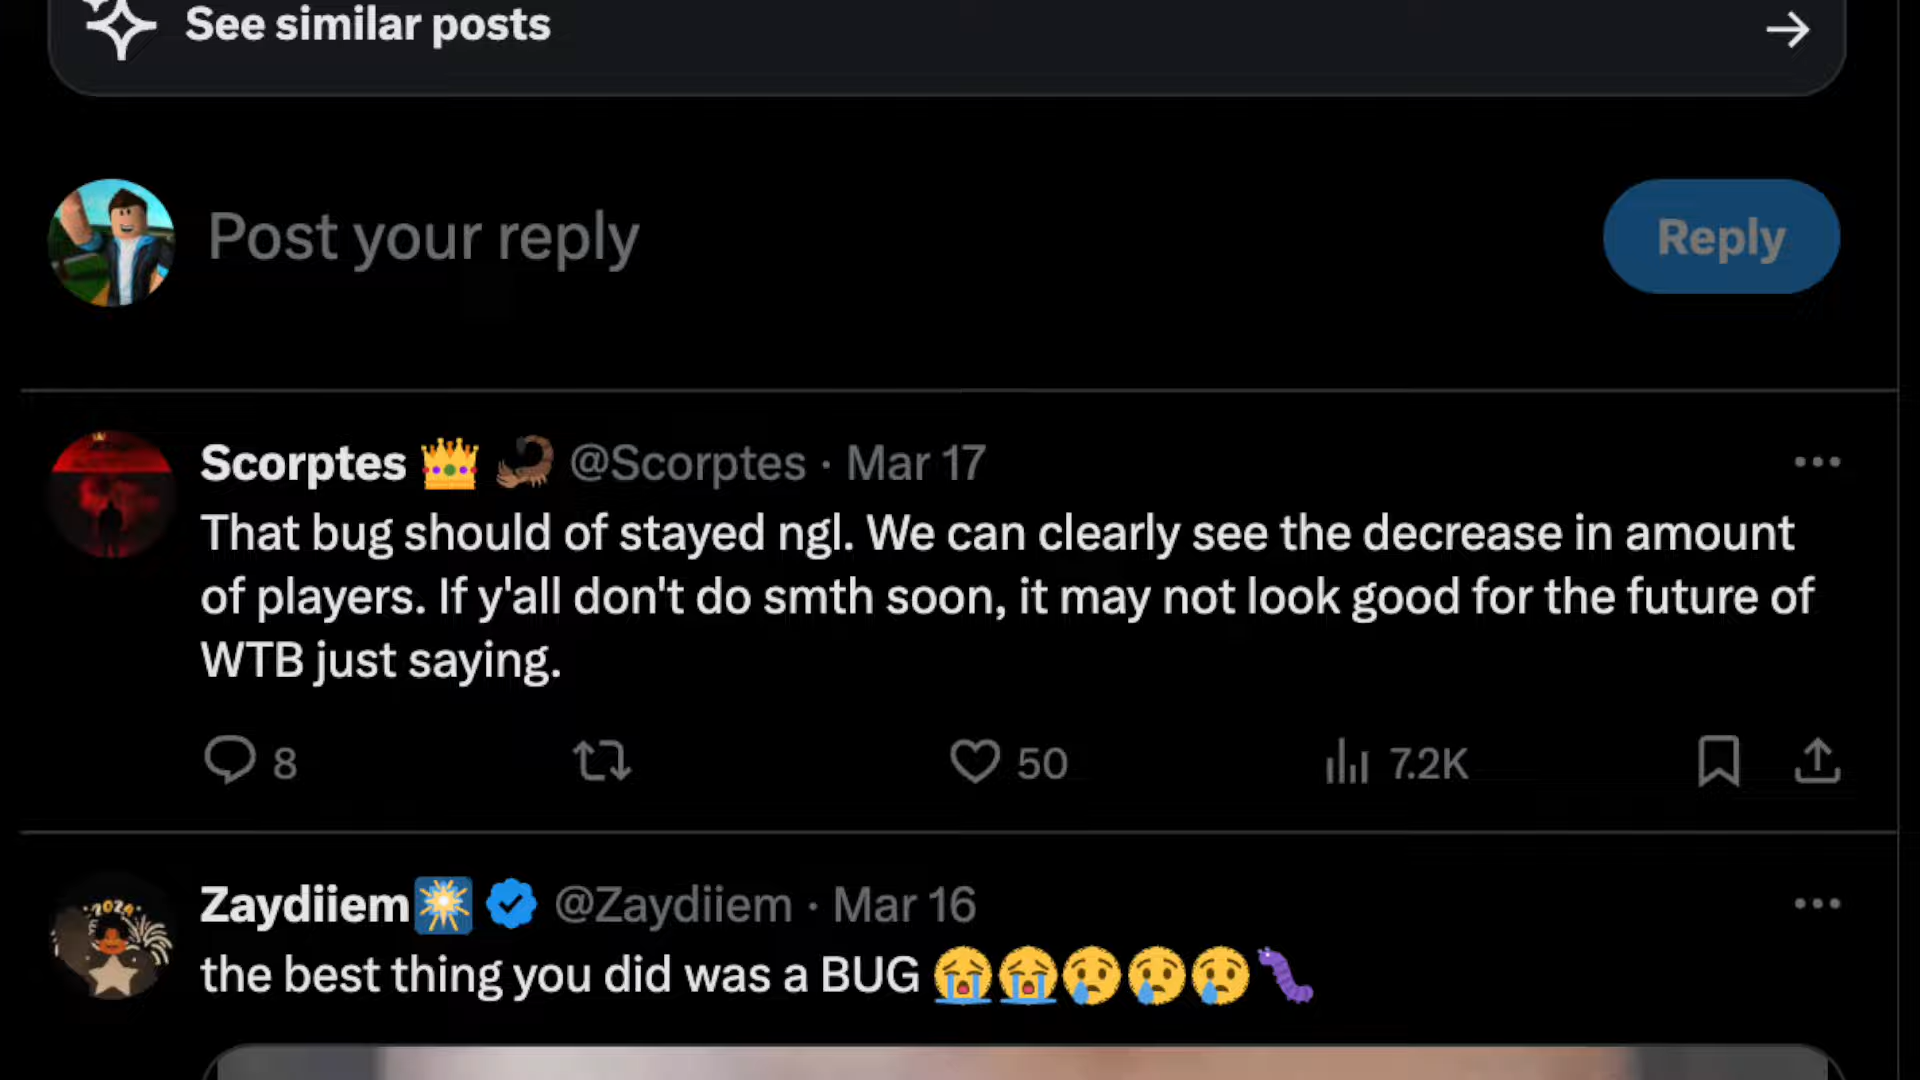 See similar posts
Post your reply
Reply
Scorptes 👑 🦂 @Scorptes · Mar 17
That bug should of stayed ngl. We can clearly see the decrease in amount
of players. If y'all don't do smth soon, it may not look good for the future of
WTB just saying.
8 50 7.2K
2024
Zaydiiem🎇 @Zaydiiem · Mar 16
the best thing you did was a BUG 😭😭😢😢😢🐛